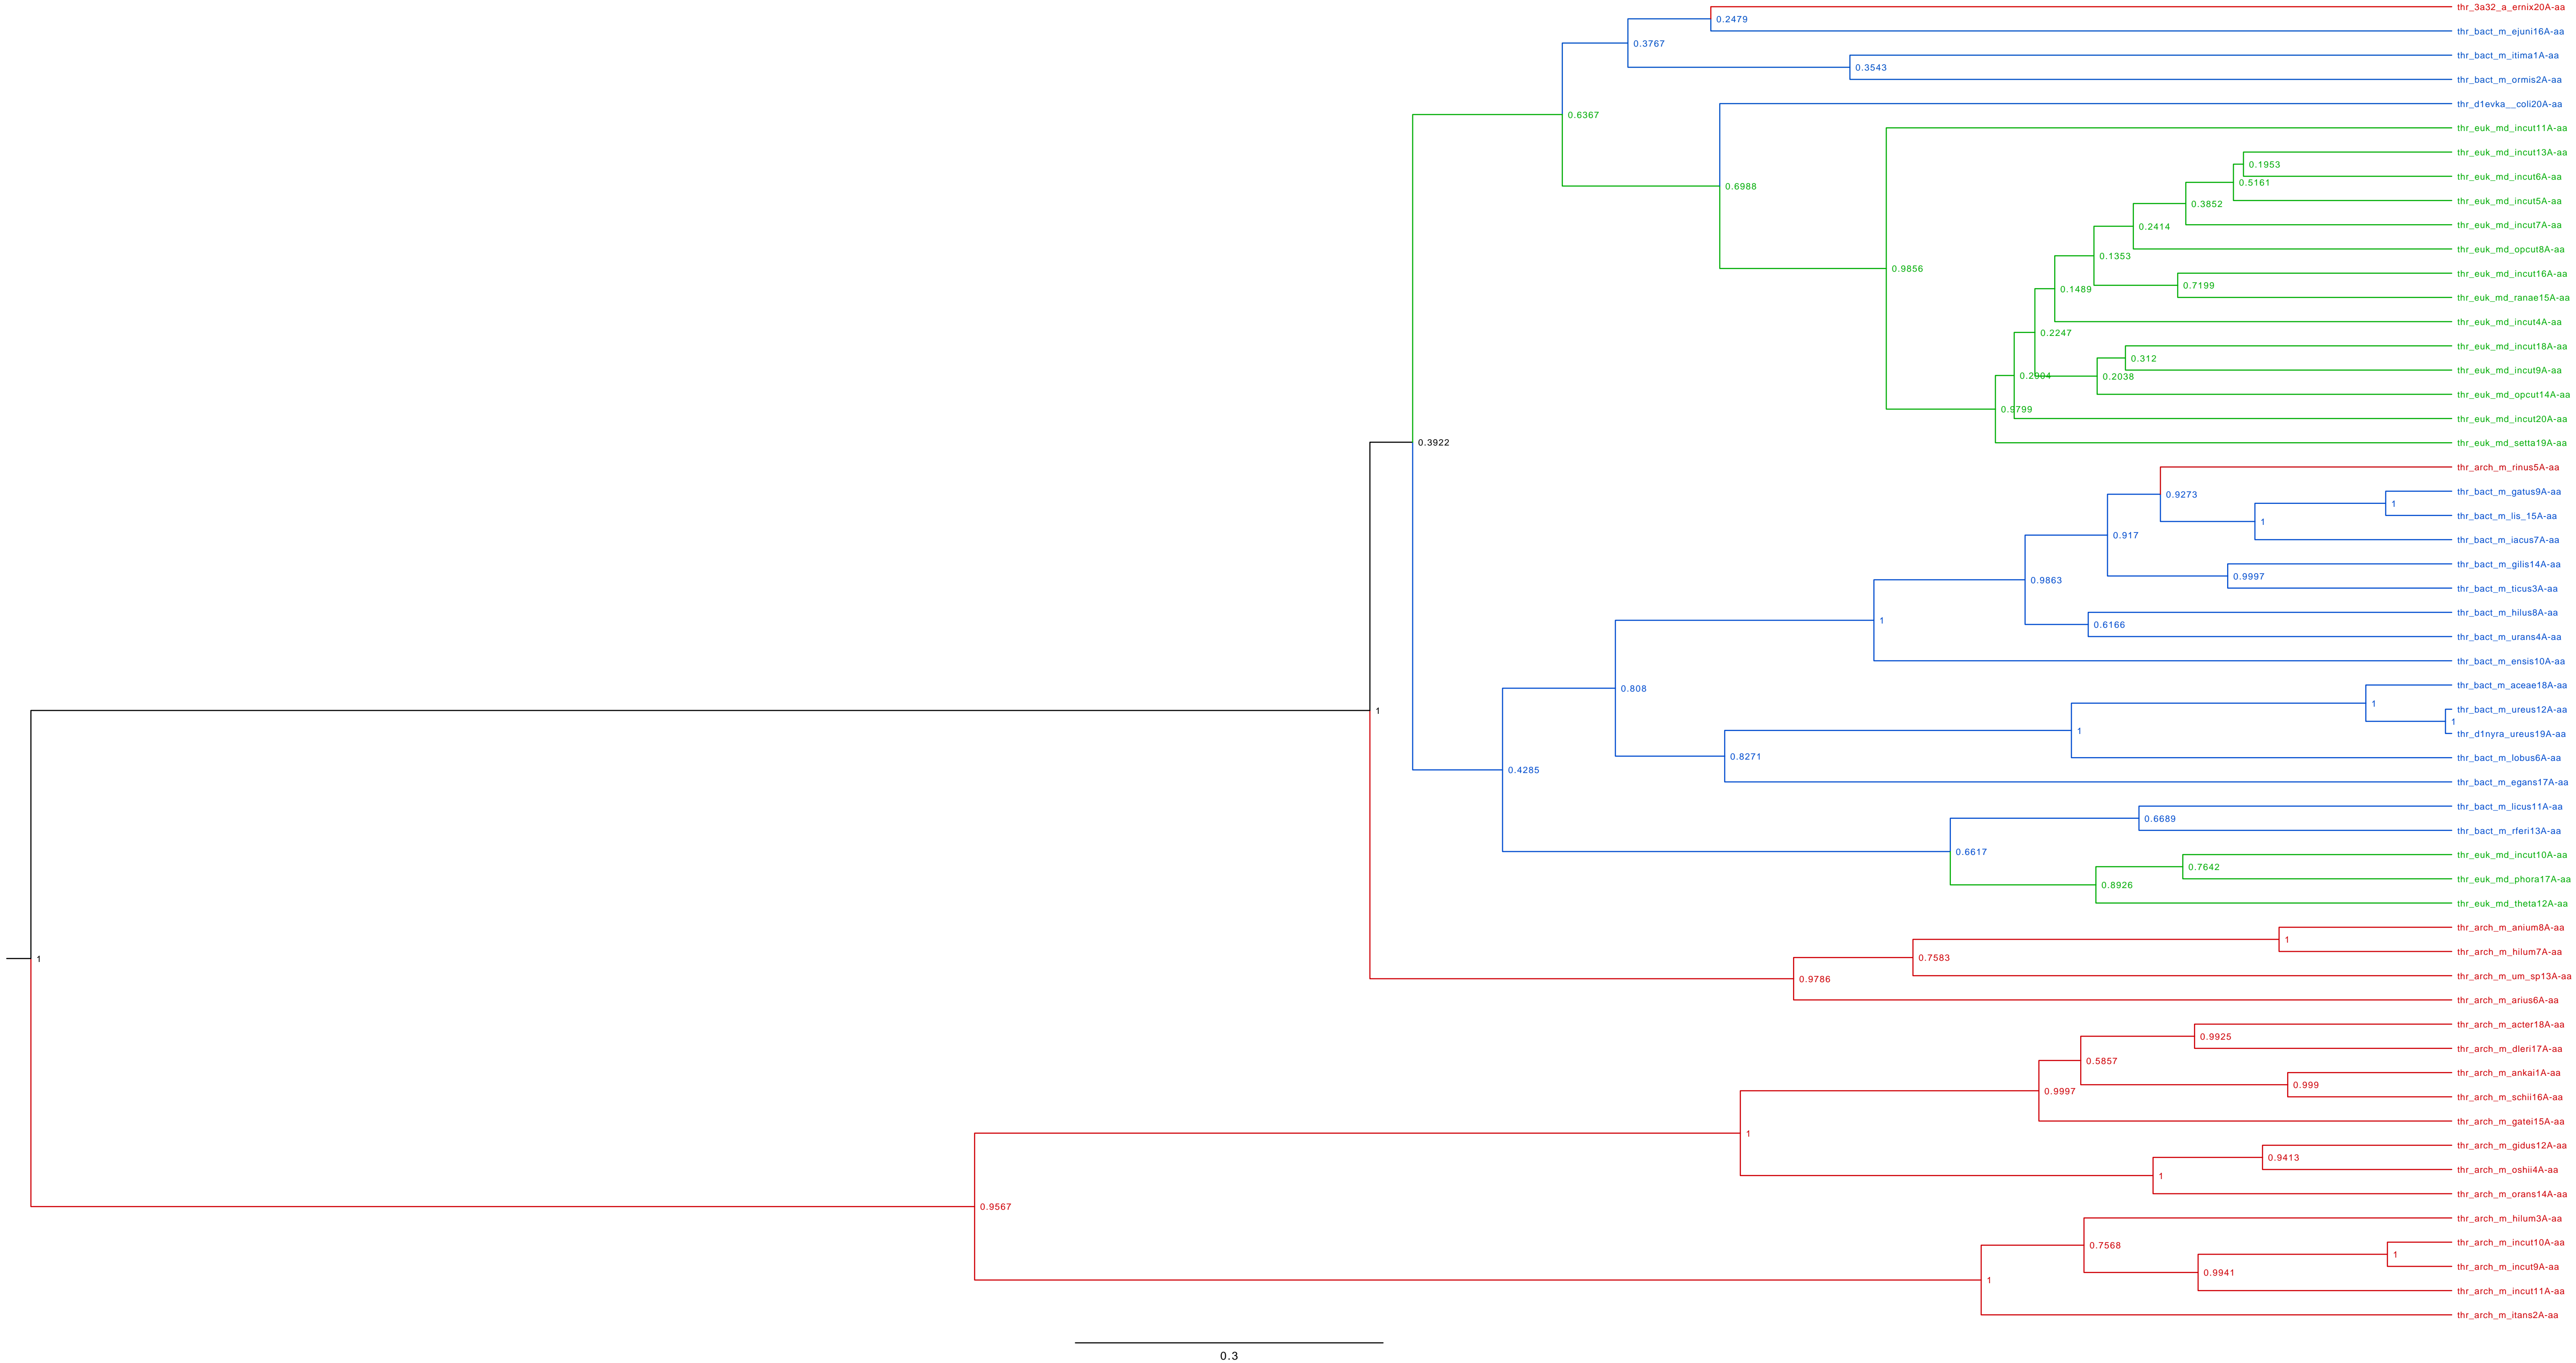 thr_3a32_a_ernix20A-aa
0.2479
thr_bact_m_ejuni16A-aa
0.3767
thr_bact_m_itima1A-aa
0.3543
thr_bact_m_ormis2A-aa
thr_d1evka__coli20A-aa
0.6367
thr_euk_md_incut11A-aa
thr_euk_md_incut13A-aa
0.1953
thr_euk_md_incut6A-aa
0.5161
0.6988
thr_euk_md_incut5A-aa
0.3852
thr_euk_md_incut7A-aa
0.2414
thr_euk_md_opcut8A-aa
0.1353
0.9856
thr_euk_md_incut16A-aa
0.7199
0.1489
thr_euk_md_ranae15A-aa
thr_euk_md_incut4A-aa
0.2247
thr_euk_md_incut18A-aa
0.312
thr_euk_md_incut9A-aa
0.2904
0.2038
thr_euk_md_opcut14A-aa
0.9799
thr_euk_md_incut20A-aa
0.3922
thr_euk_md_setta19A-aa
thr_arch_m_rinus5A-aa
0.9273
thr_bact_m_gatus9A-aa
1
thr_bact_m_lis_15A-aa
1
0.917
thr_bact_m_iacus7A-aa
thr_bact_m_gilis14A-aa
0.9997
0.9863
thr_bact_m_ticus3A-aa
thr_bact_m_hilus8A-aa
1
0.6166
thr_bact_m_urans4A-aa
thr_bact_m_ensis10A-aa
0.808
thr_bact_m_aceae18A-aa
1
thr_bact_m_ureus12A-aa
1
1
1
thr_d1nyra_ureus19A-aa
0.8271
thr_bact_m_lobus6A-aa
0.4285
thr_bact_m_egans17A-aa
thr_bact_m_licus11A-aa
0.6689
thr_bact_m_rferi13A-aa
0.6617
thr_euk_md_incut10A-aa
0.7642
thr_euk_md_phora17A-aa
0.8926
thr_euk_md_theta12A-aa
thr_arch_m_anium8A-aa
1
thr_arch_m_hilum7A-aa
0.7583
1
thr_arch_m_um_sp13A-aa
0.9786
thr_arch_m_arius6A-aa
thr_arch_m_acter18A-aa
0.9925
thr_arch_m_dleri17A-aa
0.5857
thr_arch_m_ankai1A-aa
0.999
0.9997
thr_arch_m_schii16A-aa
thr_arch_m_gatei15A-aa
1
thr_arch_m_gidus12A-aa
0.9413
thr_arch_m_oshii4A-aa
1
thr_arch_m_orans14A-aa
0.9567
thr_arch_m_hilum3A-aa
0.7568
thr_arch_m_incut10A-aa
1
thr_arch_m_incut9A-aa
0.9941
1
thr_arch_m_incut11A-aa
thr_arch_m_itans2A-aa
0.3